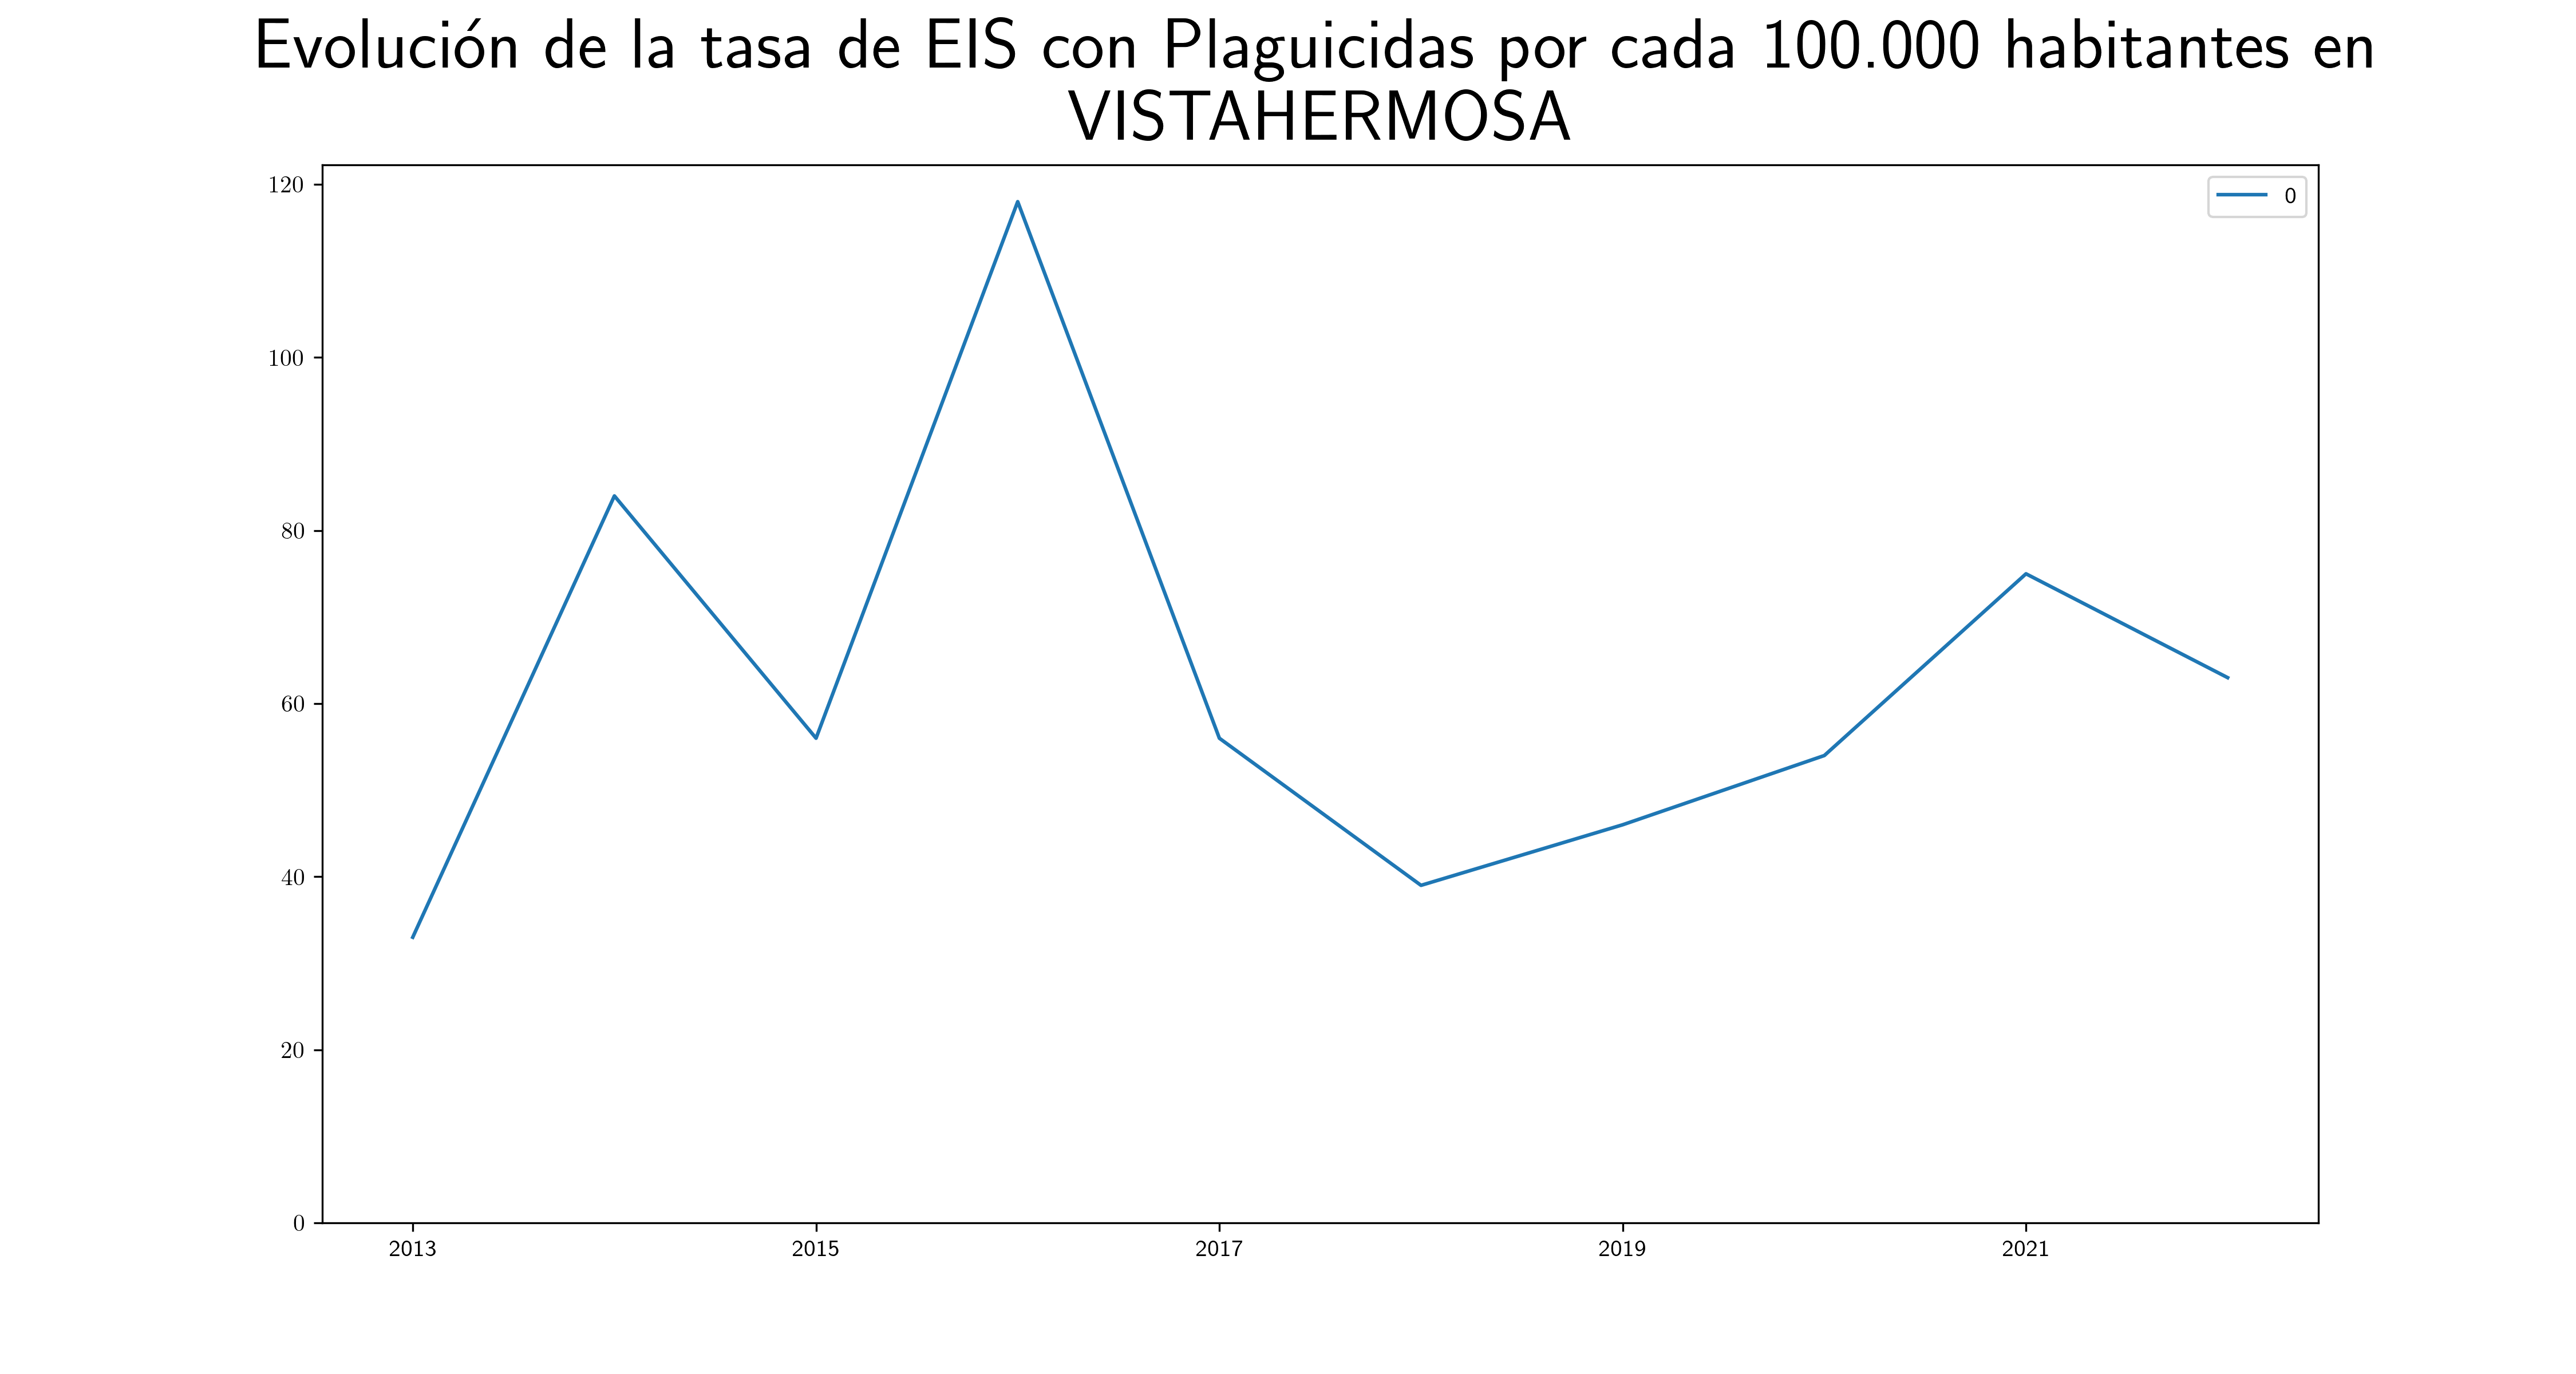 Evolución de la tasa de EIS con Plaguicidas por cada 100.000 habitantes en
VISTAHERMOSA
0
120
100
80
60
40
20
0
2013 2015 2017 2019 2021